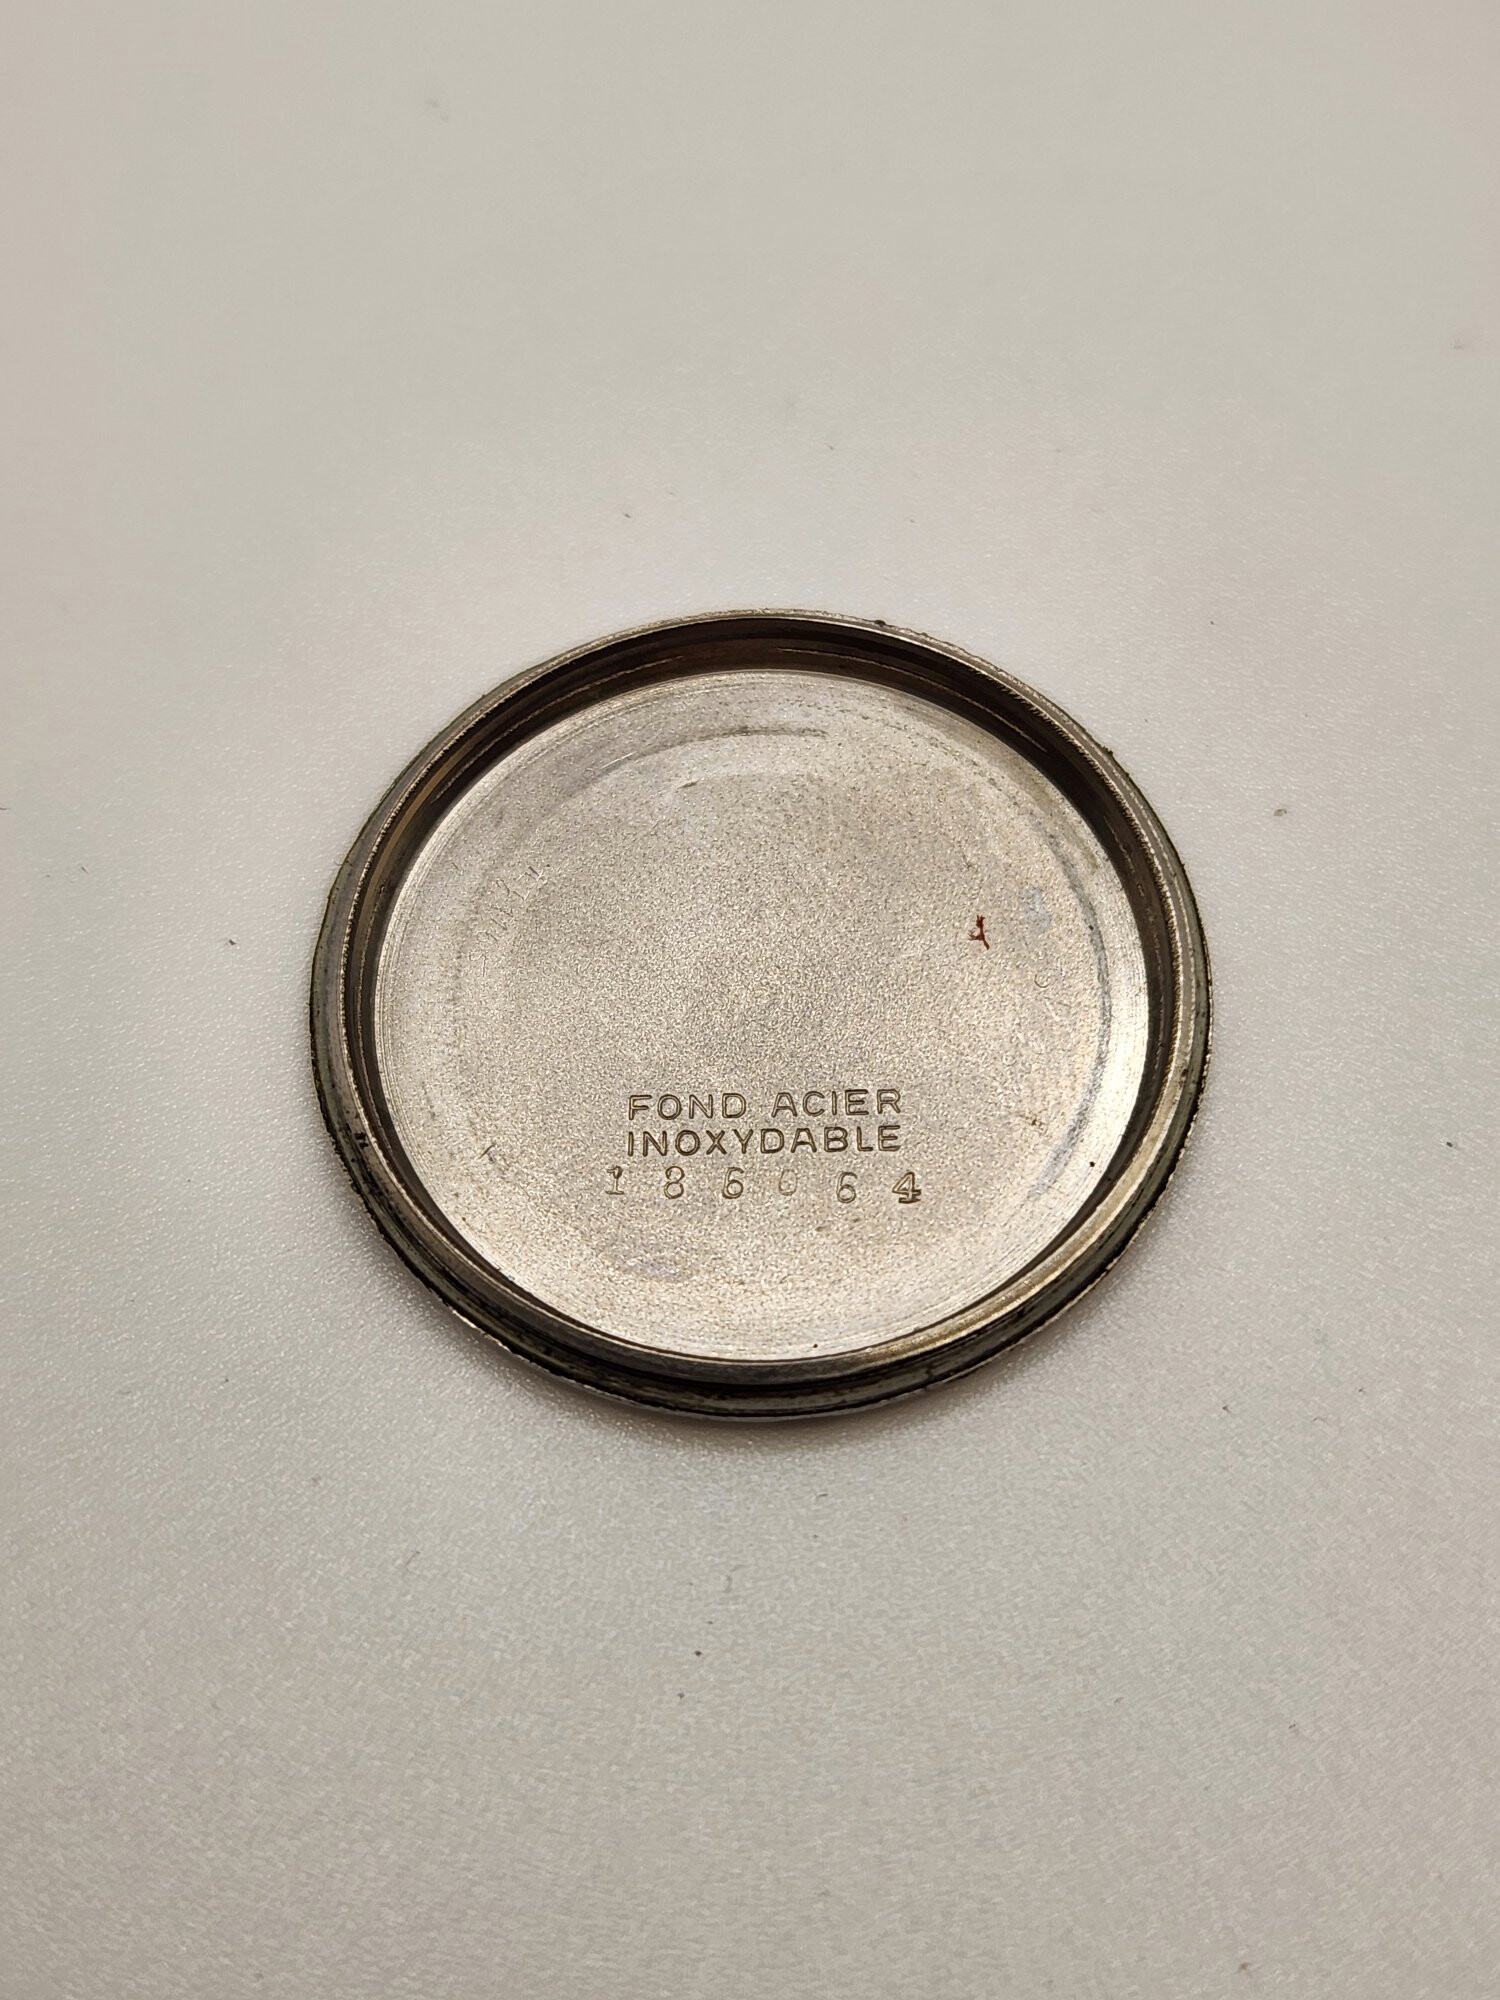 FOND ACIER
INOXYDABLE
186064